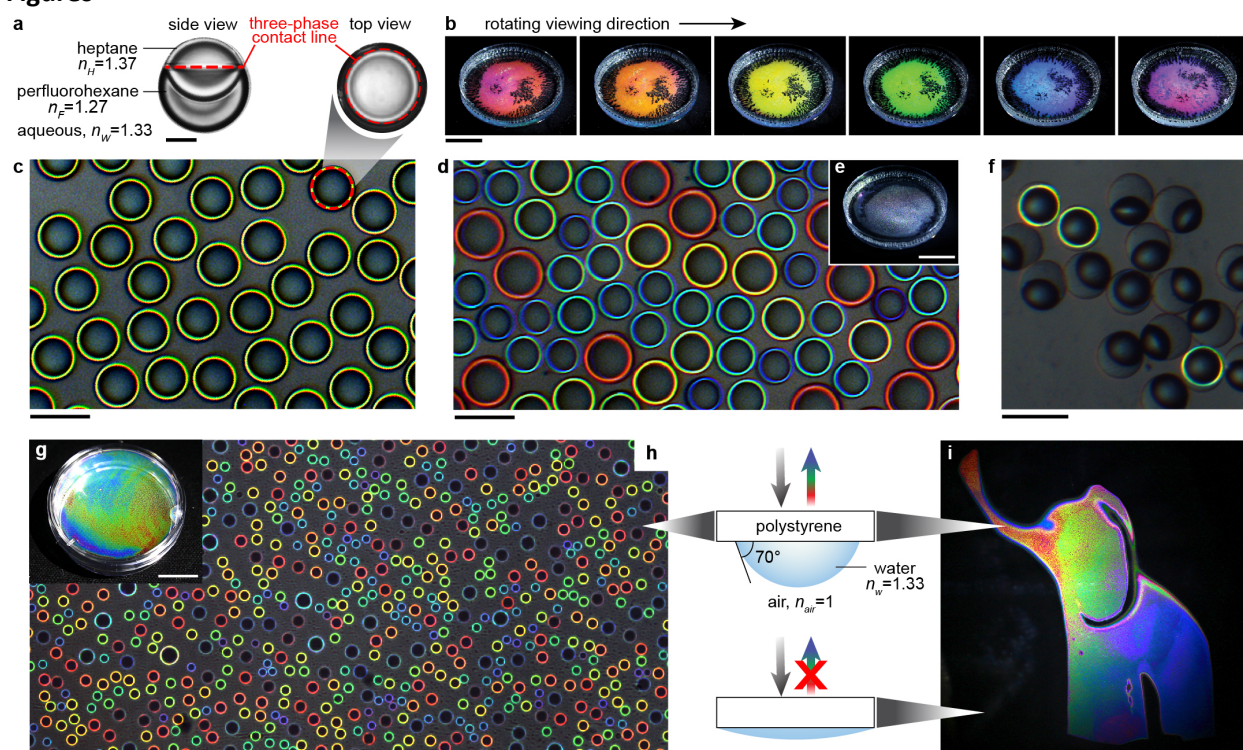 Figures
a
side view
three-phase
contact line
top view
heptane
n_H=1.37
perfluorohexane
n_F=1.27
aqueous, n_W=1.33
b
rotating viewing direction
c
d
e
f
g
h
polystyrene
70°
water
n_w=1.33
air, n_air=1
i